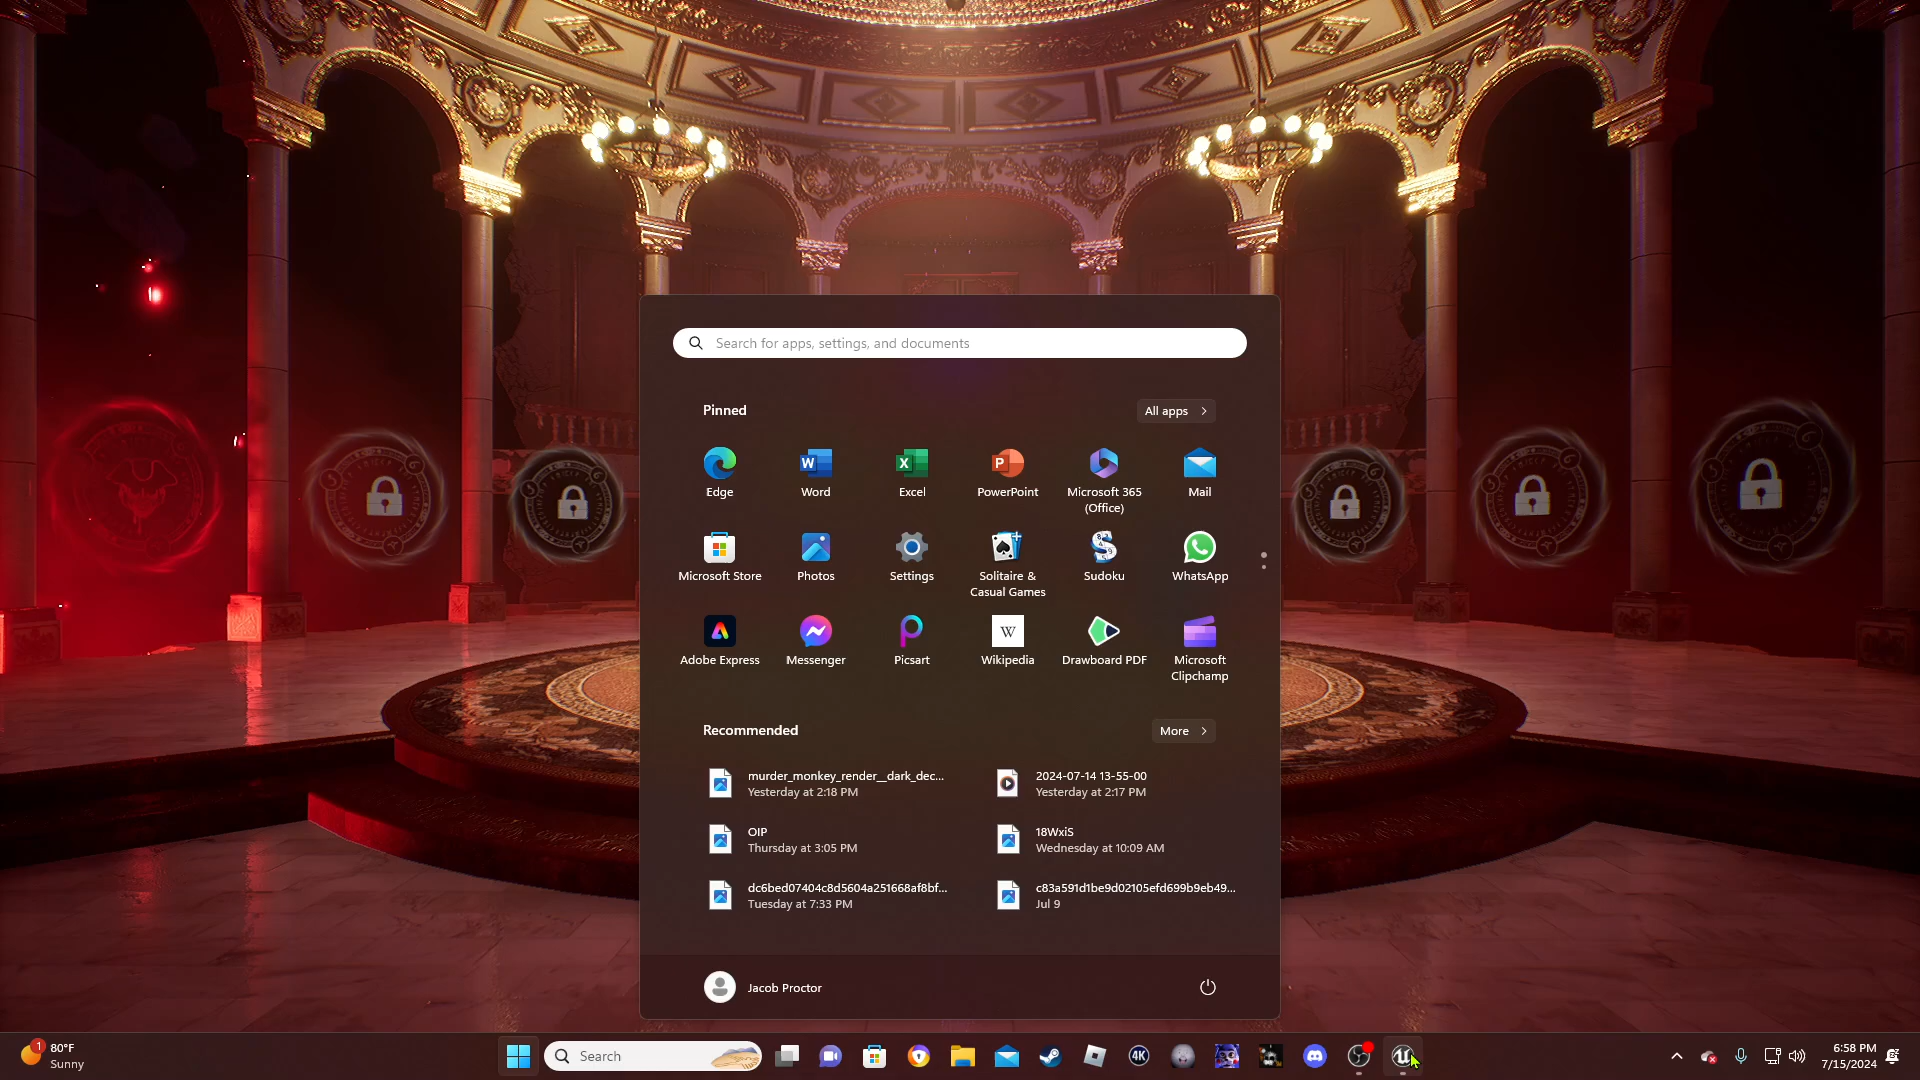 Search for apps, settings, and documents
Pinned
All apps
Edge
Word
Excel
PowerPoint
Microsoft 365
(Office)
Mail
Microsoft Store
Photos
Settings
Solitaire &
Casual Games
Sudoku
WhatsApp
Adobe Express
Messenger
Picsart
Wikipedia
Drawboard PDF
Microsoft
Clipchamp
Recommended
More
murder_monkey_render__dark_dec...
Yesterday at 2:18 PM
2024-07-14 13-55-00
Yesterday at 2:17 PM
OIP
Thursday at 3:05 PM
18WxiS
Wednesday at 10:09 AM
dc6bed07404c8d5604a251668af8bf...
Tuesday at 7:33 PM
c83a591d1be9d02105efd699b9eb49...
Jul 9
Jacob Proctor
1
80°F
Sunny
Search
4K
6:58 PM
7/15/2024